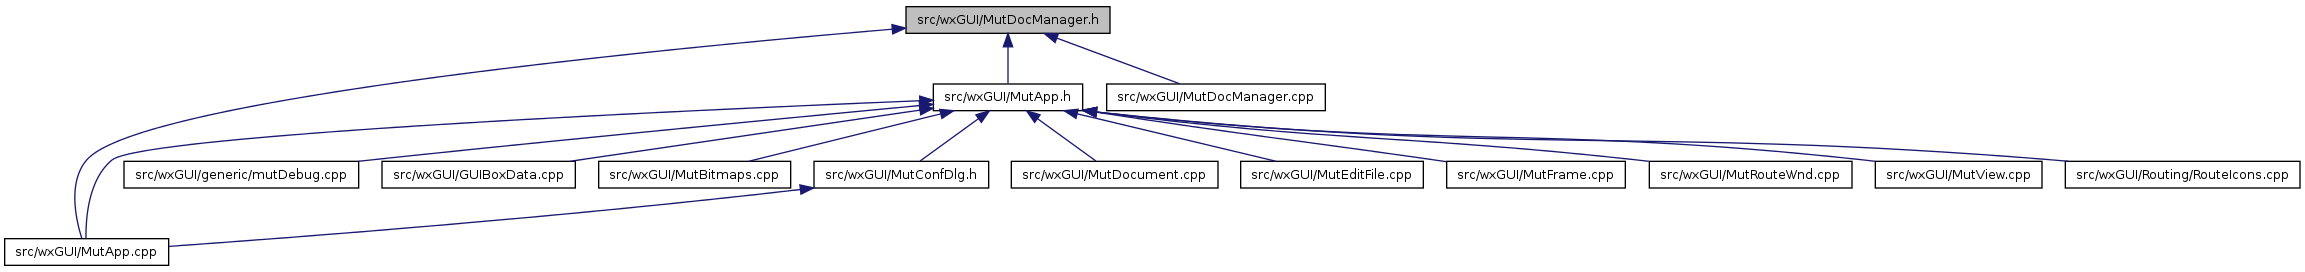 src/wxGUI/MutDocManager.h
src/wxGUI/MutApp.h
src/wxGUI/MutDocManager.cpp
src/wxGUI/generic/mutDebug.cpp
src/wxGUI/GUIBoxData.cpp
src/wxGUI/MutBitmaps.cpp
src/wxGUI/MutConfDlg.h
src/wxGUI/MutDocument.cpp
src/wxGUI/MutEditFile.cpp
src/wxGUI/MutFrame.cpp
src/wxGUI/MutRouteWnd.cpp
src/wxGUI/MutView.cpp
src/wxGUI/Routing/RouteIcons.cpp
src/wxGUI/MutApp.cpp